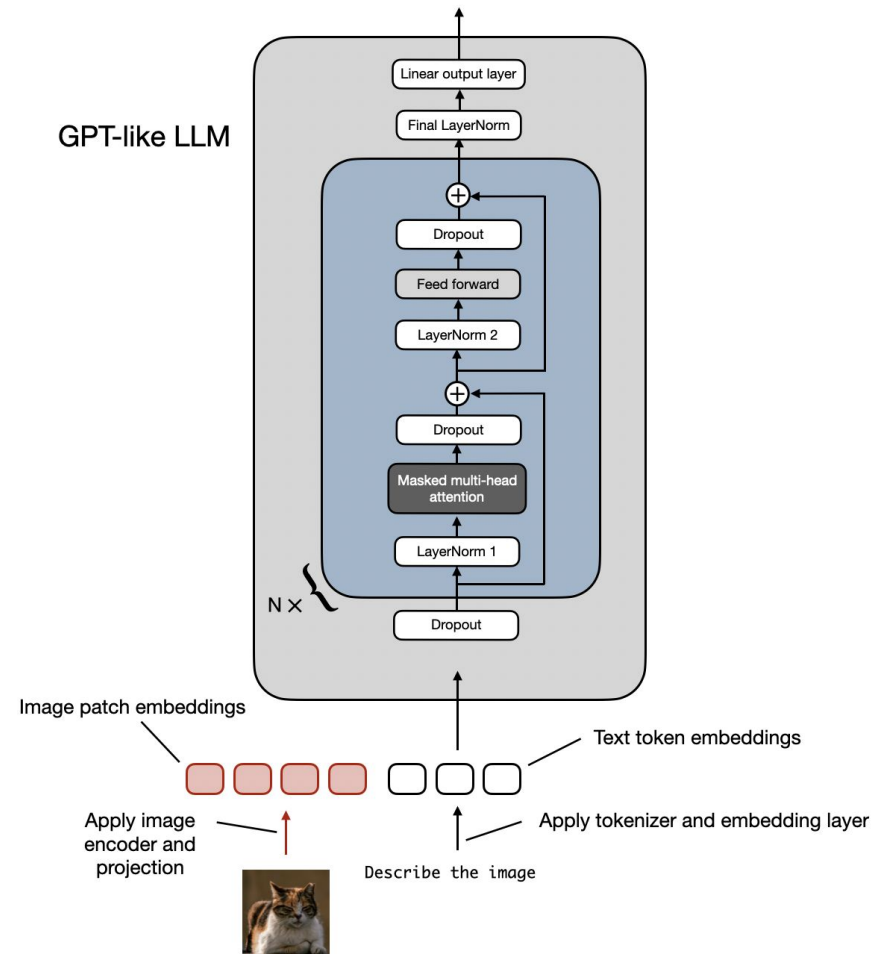 Linear output layer
GPT-like LLM
Final LayerNorm
Dropout
Feed forward
LayerNorm 2
Dropout
Masked multi-head
attention
LayerNorm 1
N ×
Dropout
Image patch embeddings
Text token embeddings
Apply image
encoder and
projection
Apply tokenizer and embedding layer
Describe the image